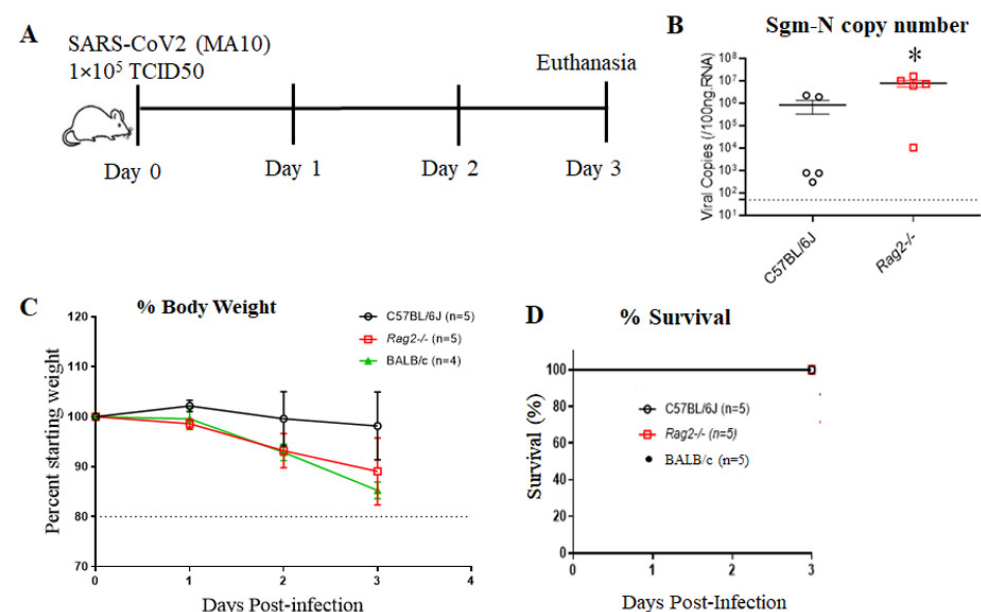 A
SARS-CoV2 (MA10)
1×10⁵ TCID50
Euthanasia
Day 0
Day 1
Day 2
Day 3
B
Sgm-N copy number
*
Viral Copies (/100ng.RNA)
10⁸
10⁷
10⁶
10⁵
10⁴
10³
10²
10¹
C57BL/6J
Rag2-/-
C
% Body Weight
Percent starting weight
120
110
100
90
80
70
0
1
2
3
4
Days Post-infection
C57BL/6J (n=5)
Rag2-/- (n=5)
BALB/c (n=4)
D
% Survival
Survival (%)
100
80
60
40
20
0
0
1
2
3
Days Post-Infection
C57BL/6J (n=5)
Rag2-/- (n=5)
BALB/c (n=5)